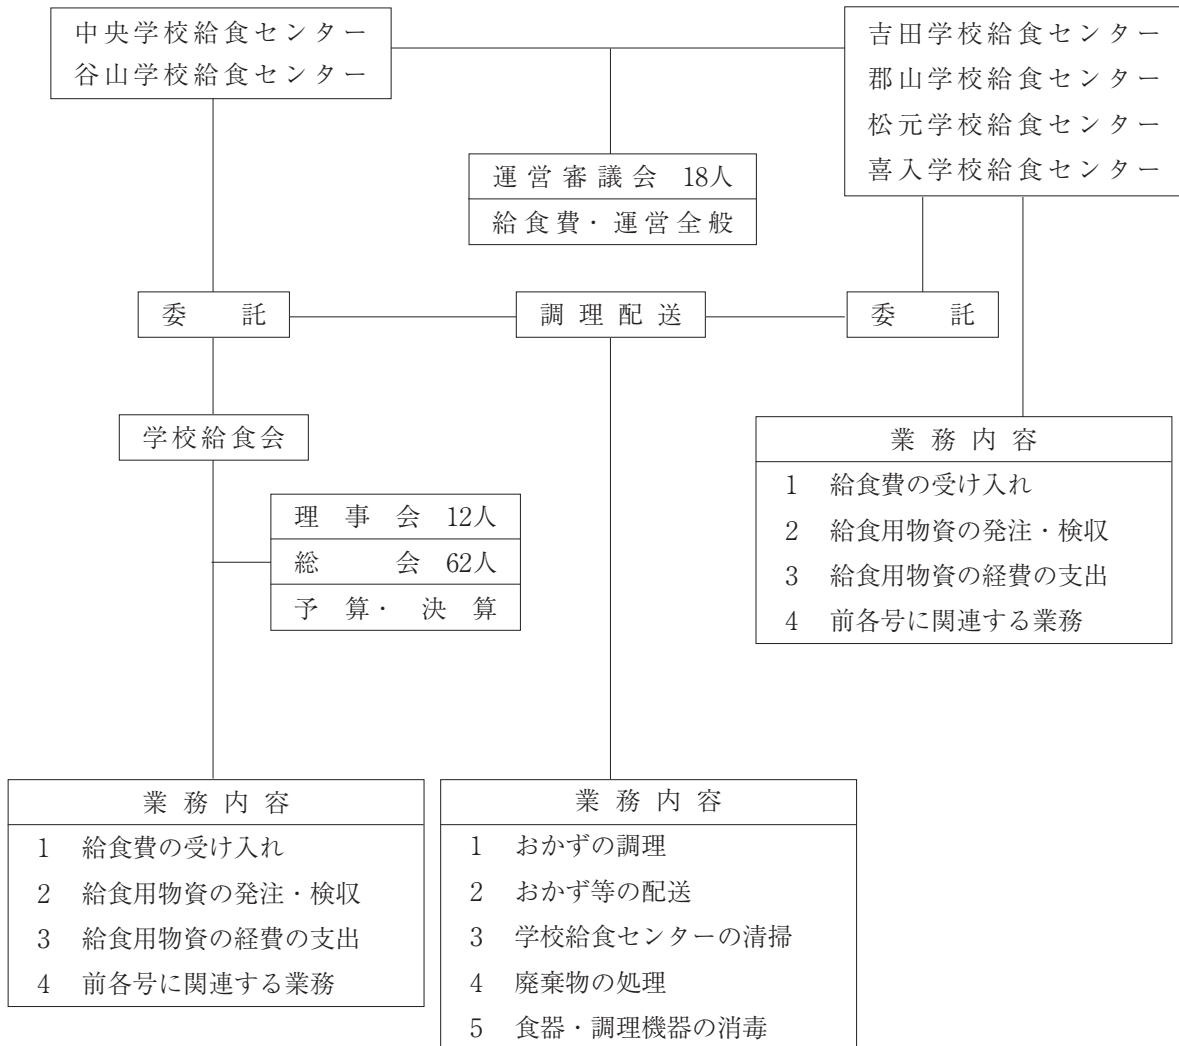 中央学校給食センター
谷山学校給食センター
吉田学校給食センター
郡山学校給食センター
松元学校給食センター
喜入学校給食センター
運営審議会 18人
給食費・運営全般
委 託
調理配送
委 託
学校給食会
理事会 12人
総 会 62人
予算・決算
業務内容
1 給食費の受け入れ
2 給食用物資の発注・検収
3 給食用物資の経費の支出
4 前各号に関連する業務
業務内容
1 給食費の受け入れ
2 給食用物資の発注・検収
3 給食用物資の経費の支出
4 前各号に関連する業務
業務内容
1 おかずの調理
2 おかず等の配送
3 学校給食センターの清掃
4 廃棄物の処理
5 食器・調理機器の消毒